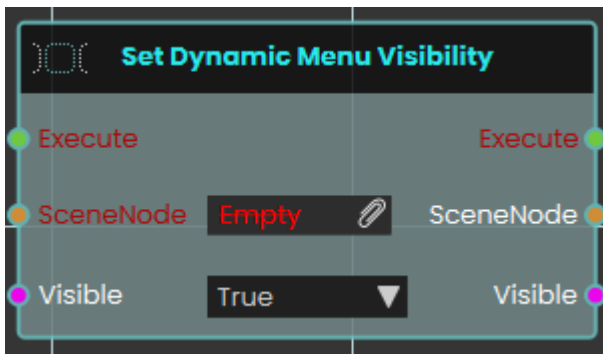 Set Dynamic Menu Visibility
Execute Execute
SceneNode Empty SceneNode
Visible True Visible